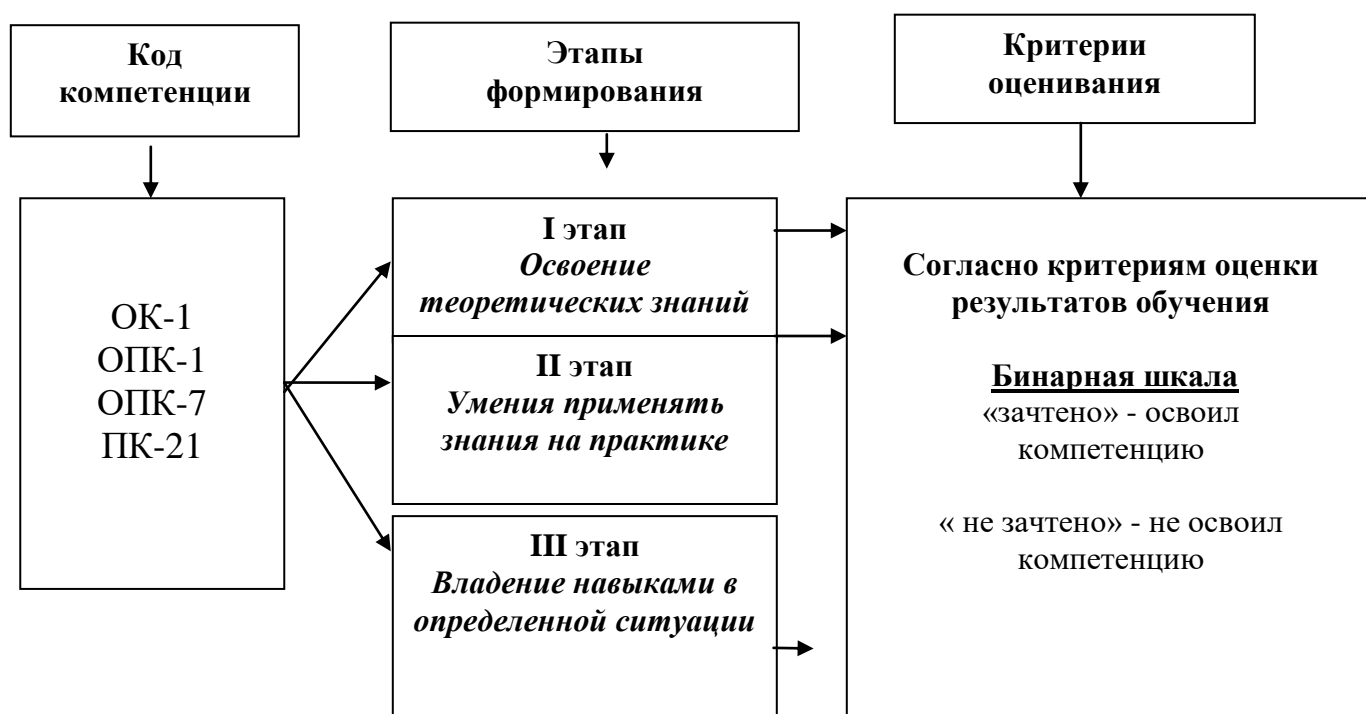 Код
компетенции
Этапы
формирования
Критерии
оценивания
ОК-1
ОПК-1
ОПК-7
ПК-21
I этап
Освоение
теоретических знаний
II этап
Умения применять
знания на практике
III этап
Владение навыками в
определенной ситуации
Согласно критериям оценки
результатов обучения
Бинарная шкала
«зачтено» - освоил
компетенцию
« не зачтено» - не освоил
компетенцию